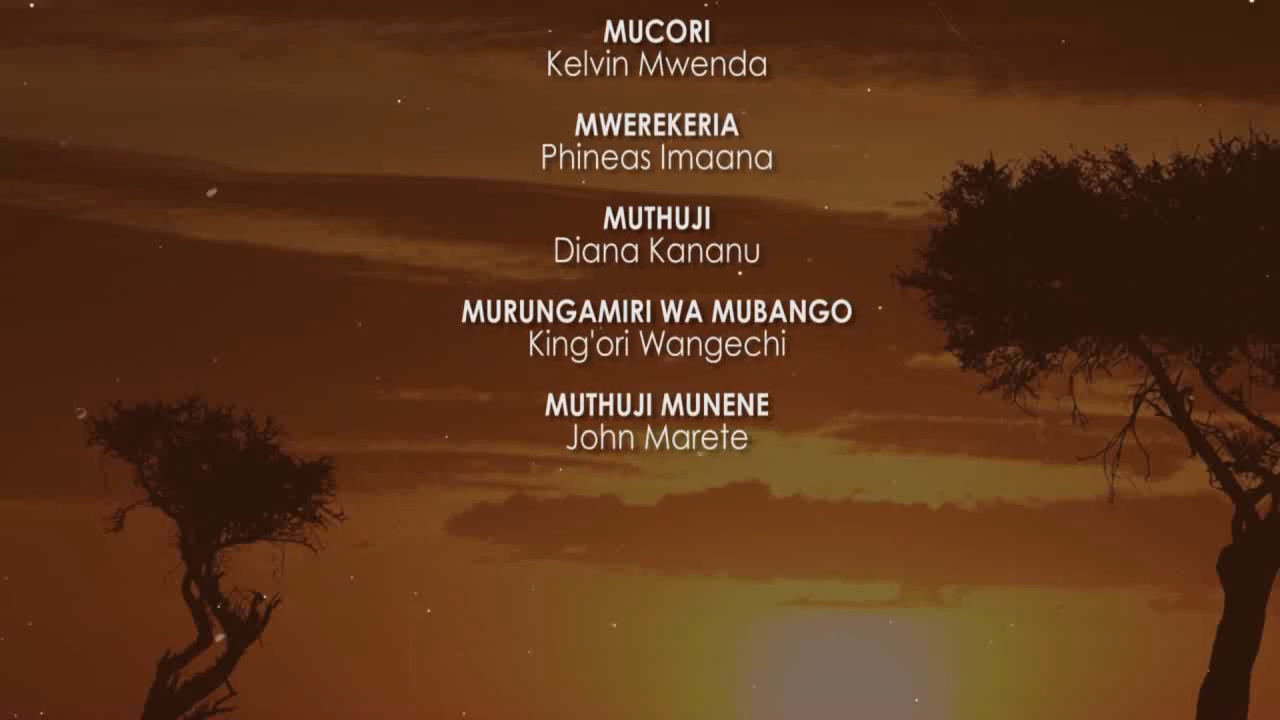 MUCORI
Kelvin Mwenda
MWEREKERIA
Phineas Imaana
MUTHUJI
Diana Kananu
MURUNGAMIRI WA MUBANGO
King'ori Wangechi
MUTHUJI MUNENE
John Marete